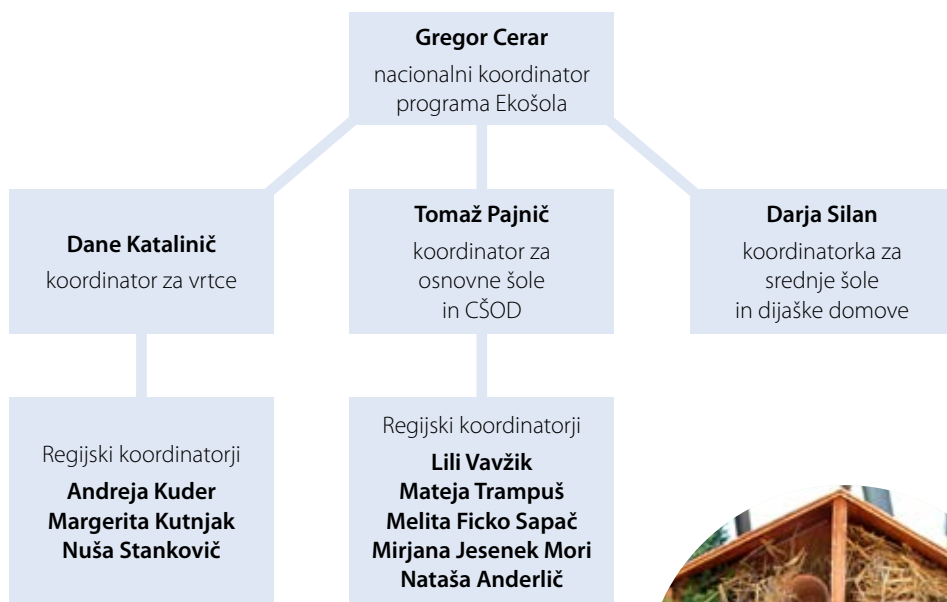 Gregor Cerar
nacionalni koordinator
programa Ekošola
Dane Katalinič
koordinator za vrtce
Tomaž Pajnič
koordinator za
osnovne šole
in CŠOD
Darja Silan
koordinatorka za
srednje šole
in dijaške domove
Regijski koordinatorji
Andreja Kuder
Margerita Kutnjak
Nuša Stankovič
Regijski koordinatorji
Lili Vavžik
Mateja Trampuš
Melita Ficko Sapač
Mirjana Jesenek Mori
Nataša Anderlič